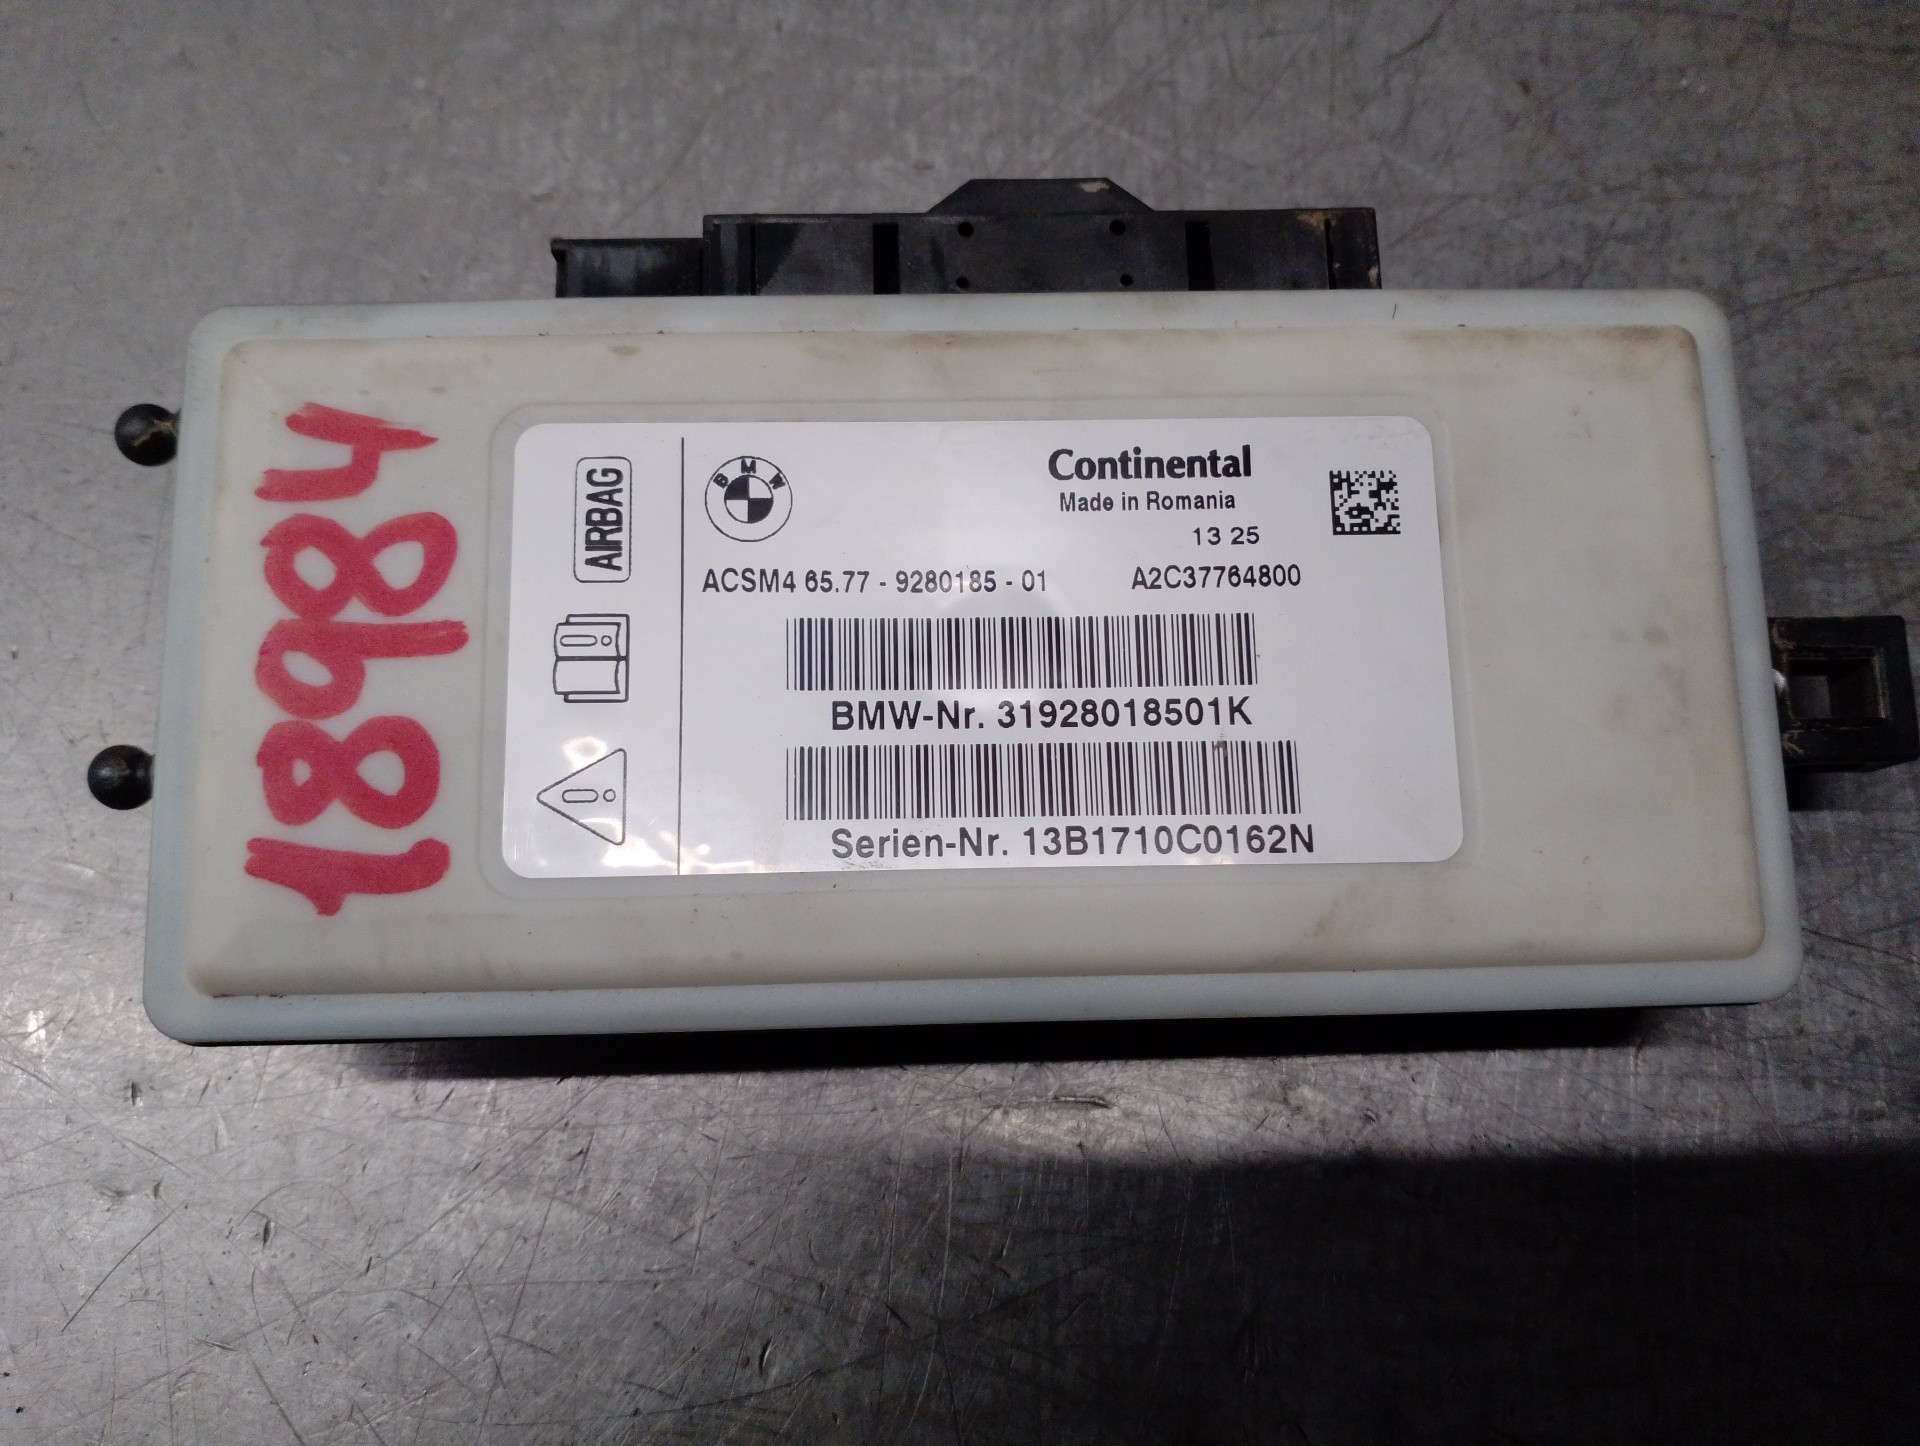 18984
AIRBAG
BMW
Continental
Made in Romania
13 25
ACSM4 65.77 - 9280185 - 01 A2C37764800
BMW-Nr. 31928018501K
Serien-Nr. 13B1710C0162N